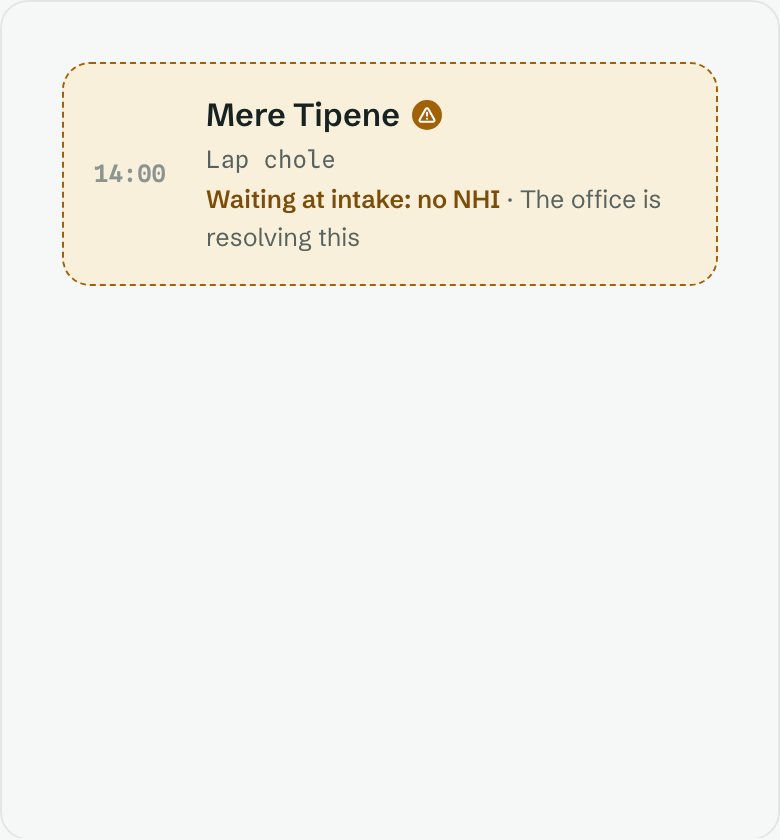 Mere Tipene
14:00
Lap chole
Waiting at intake: no NHI · The office is
resolving this